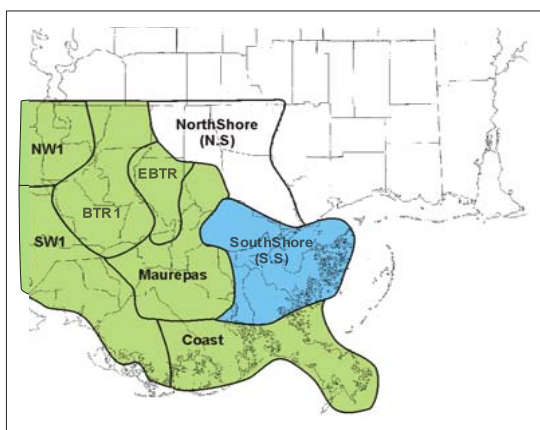 NorthShore
(N.S)
NW1
EBTR
BTR1
SW1
SouthShore
(S.S)
Maurepas
Coast